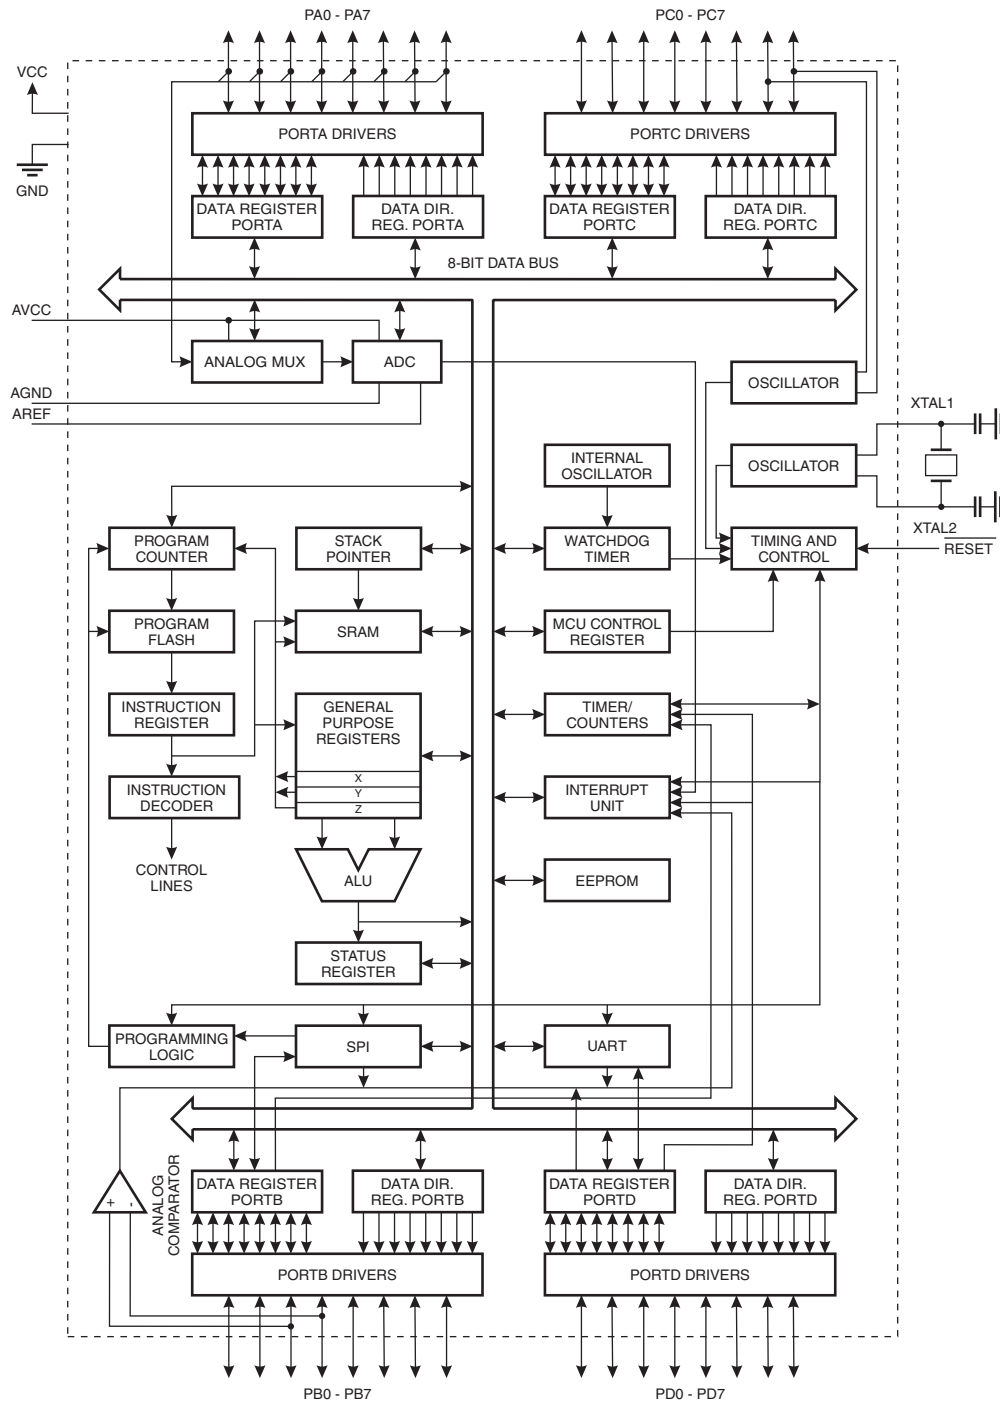 PA0 - PA7
PC0 - PC7
VCC
GND
PORTA DRIVERS
PORTC DRIVERS
DATA REGISTER
PORTA
DATA DIR.
REG. PORTA
DATA REGISTER
PORTC
DATA DIR.
REG. PORTC
8-BIT DATA BUS
AVCC
ANALOG MUX
ADC
AGND
AREF
OSCILLATOR
XTAL1
INTERNAL
OSCILLATOR
OSCILLATOR
XTAL2
RESET
PROGRAM
COUNTER
STACK
POINTER
WATCHDOG
TIMER
TIMING AND
CONTROL
PROGRAM
FLASH
SRAM
MCU CONTROL
REGISTER
INSTRUCTION
REGISTER
GENERAL
PURPOSE
REGISTERS
X
Y
Z
TIMER/
COUNTERS
INSTRUCTION
DECODER
INTERRUPT
UNIT
CONTROL
LINES
ALU
EEPROM
STATUS
REGISTER
PROGRAMMING
LOGIC
SPI
UART
+
-
ANALOG
COMPARATOR
DATA REGISTER
PORTB
DATA DIR.
REG. PORTB
DATA REGISTER
PORTD
DATA DIR.
REG. PORTD
PORTB DRIVERS
PORTD DRIVERS
PB0 - PB7
PD0 - PD7